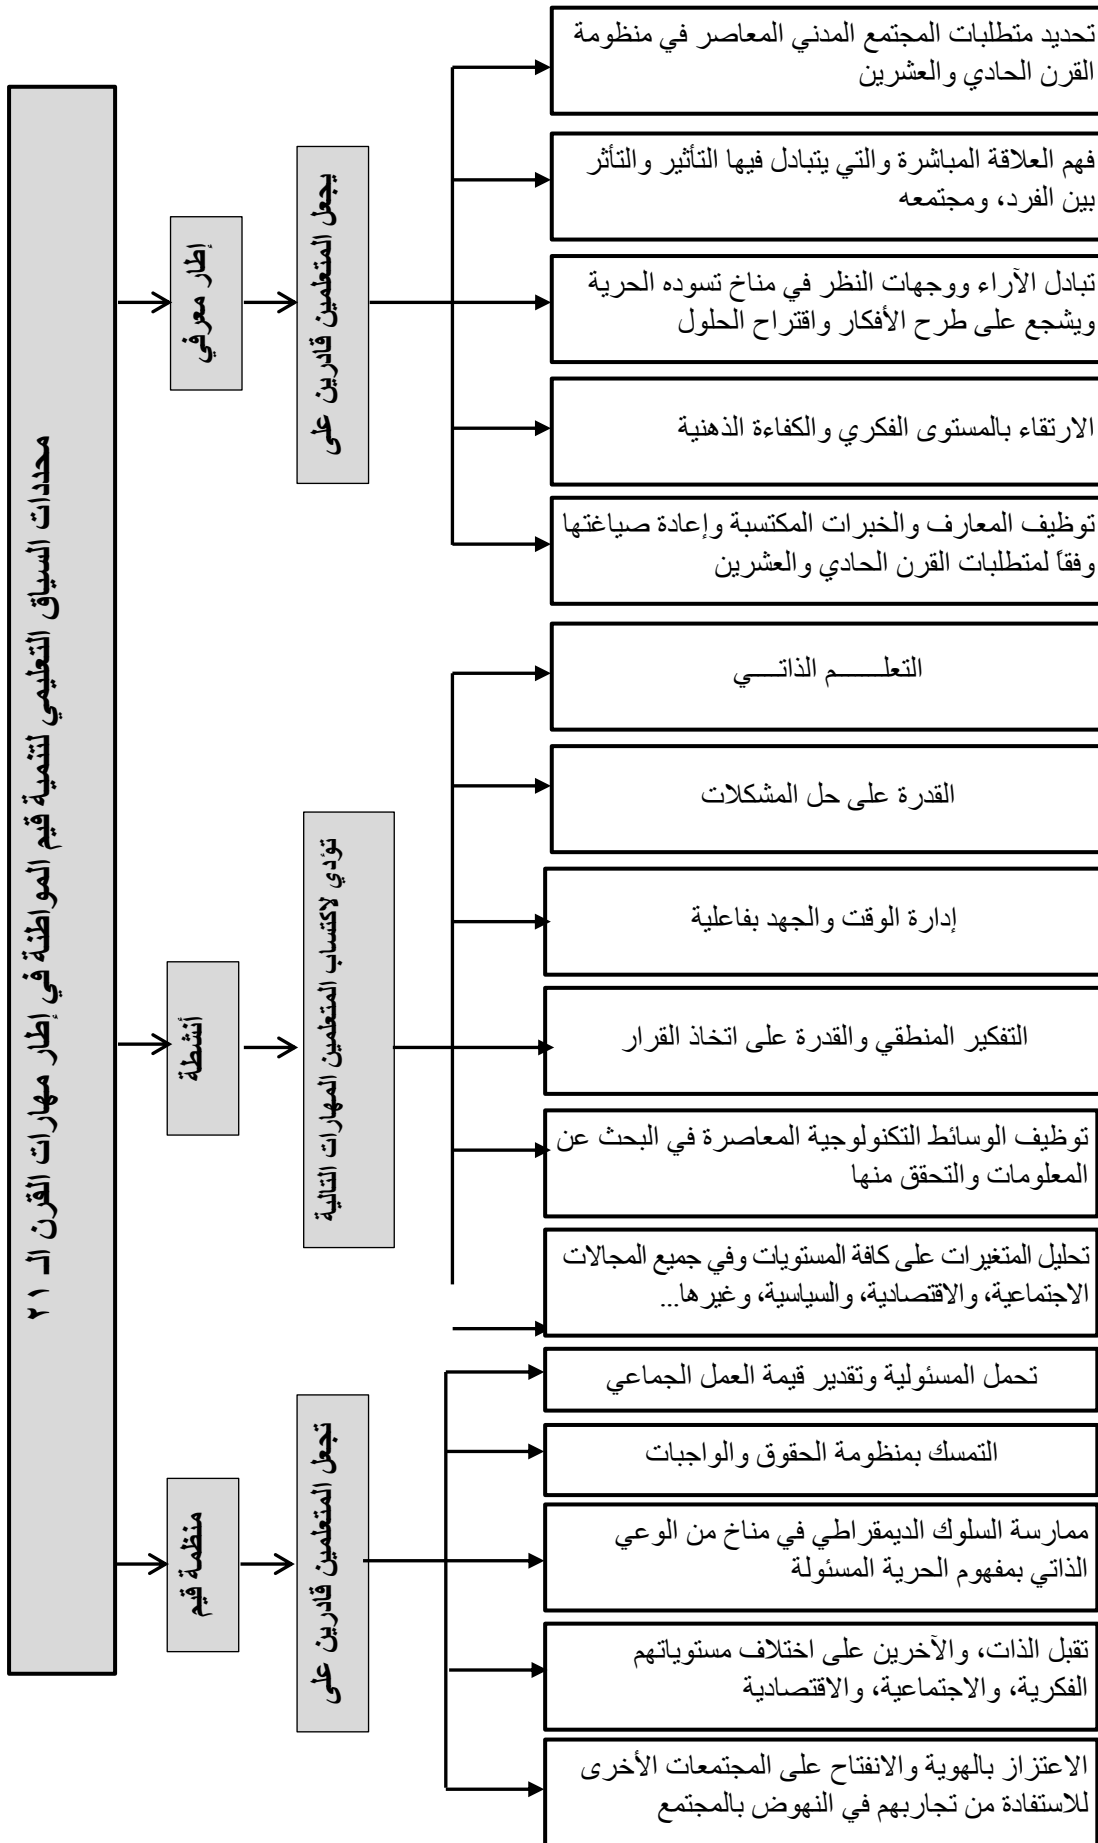 محددات السياق التعليمي لتنمية قيم المواطنة في إطار مهارات القرن الـ ٢١
إطار معرفي
يجعل المتعلمين قادرين على
تحديد متطلبات المجتمع المدني المعاصر في منظومة
القرن الحادي والعشرين
فهم العلاقة المباشرة والتي يتبادل فيها التأثير والتأثر
بين الفرد، ومجتمعه
تبادل الآراء ووجهات النظر في مناخ تسوده الحرية
ويشجع على طرح الأفكار واقتراح الحلول
الارتقاء بالمستوى الفكري والكفاءة الذهنية
توظيف المعارف والخبرات المكتسبة وإعادة صياغتها
وفقاً لمتطلبات القرن الحادي والعشرين
أنشطة
تؤدي لاكتساب المتعلمين المهارات التالية
التعلـــــــم الذاتـــــي
القدرة على حل المشكلات
إدارة الوقت والجهد بفاعلية
التفكير المنطقي والقدرة على اتخاذ القرار
توظيف الوسائط التكنولوجية المعاصرة في البحث عن
المعلومات والتحقق منها
تحليل المتغيرات على كافة المستويات وفي جميع المجالات
الاجتماعية، والاقتصادية، والسياسية، وغيرها...
منظمة قيم
تجعل المتعلمين قادرين على
تحمل المسئولية وتقدير قيمة العمل الجماعي
التمسك بمنظومة الحقوق والواجبات
ممارسة السلوك الديمقراطي في مناخ من الوعي
الذاتي بمفهوم الحرية المسئولة
تقبل الذات، والآخرين على اختلاف مستوياتهم
الفكرية، والاجتماعية، والاقتصادية
الاعتزاز بالهوية والانفتاح على المجتمعات الأخرى
للاستفادة من تجاربهم في النهوض بالمجتمع